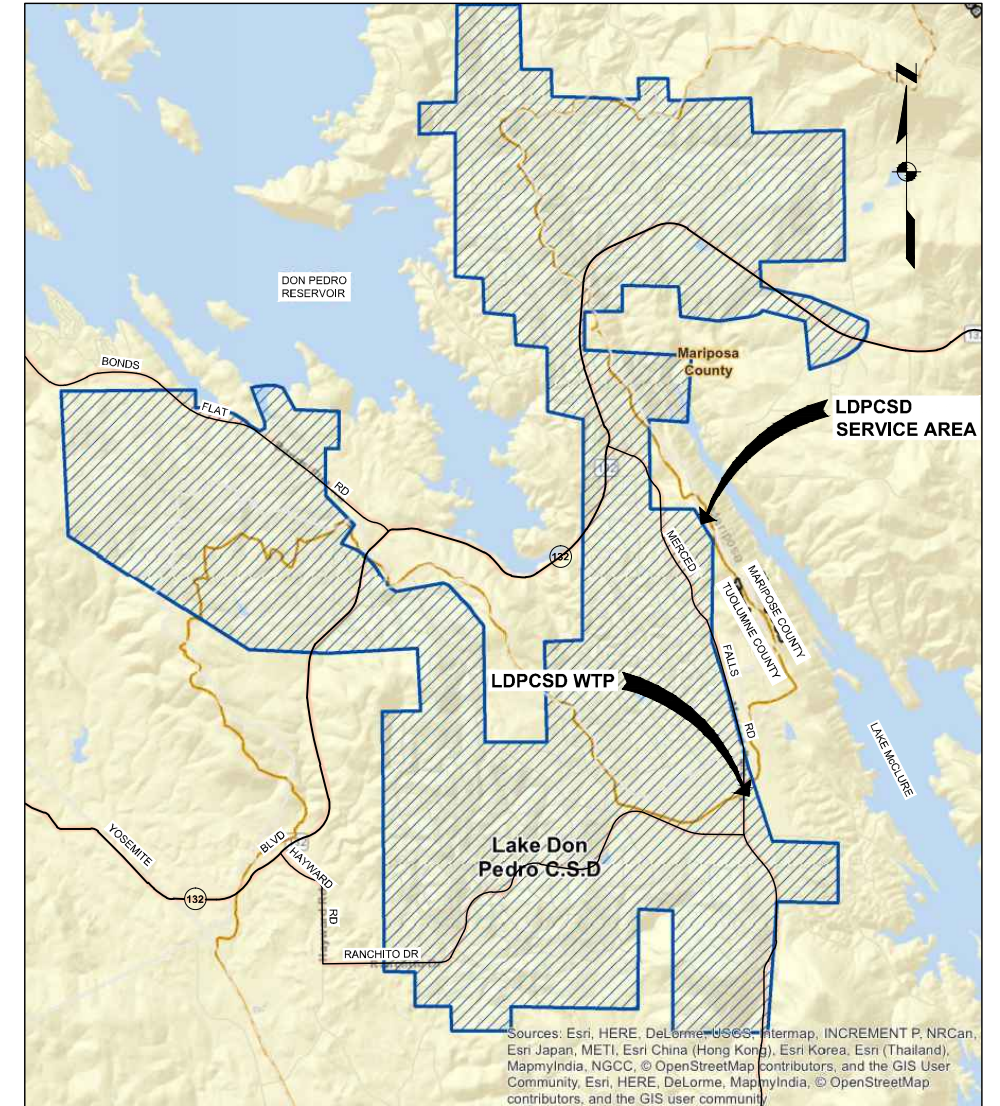 N
DON PEDRO
RESERVOIR
BONDS
FLAT
RD
Mariposa
County
LDPCSD
SERVICE AREA
132
MERCED
FALLS
RD
MARIPOSE COUNTY
TUOLUMNE COUNTY
LDPCSD WTP
LAKE McCLURE
YOSEMITE
BLVD
132
HAYWARD
RD
RANCHITO DR
Lake Don
Pedro C.S.D
Sources: Esri, HERE, DeLorme, USGS, Intermap, INCREMENT P, NRCan,
Esri Japan, METI, Esri China (Hong Kong), Esri Korea, Esri (Thailand),
MapmyIndia, NGCC, © OpenStreetMap contributors, and the GIS User
Community, Esri, HERE, DeLorme, MapmyIndia, © OpenStreetMap
contributors, and the GIS user community